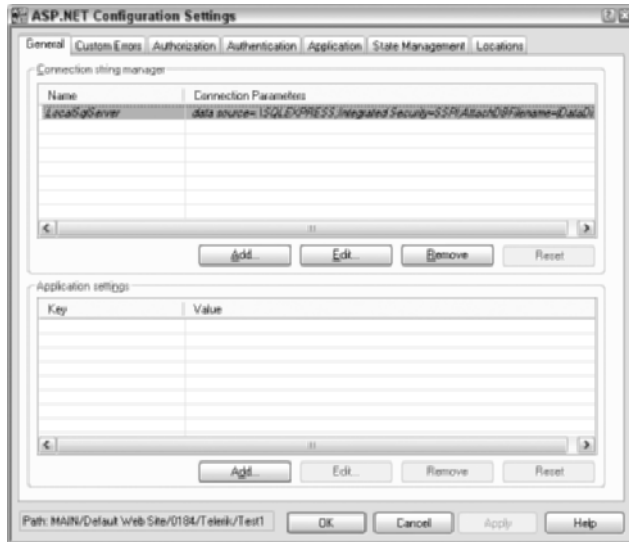 ASP.NET Configuration Settings
General Custom Errors Authorization Authentication Application State Management Locations
Connection string manager
Name Connection Parameters
LocalSqlServer data source=.\SQLEXPRESS;Integrated Security=SSPI;AttachDBFilename=|DataDi
Add... Edit... Remove Reset
Application settings
Key Value
Add... Edit... Remove Reset
Path: MAIN/Default Web Site/0184/Telerik/Test1 OK Cancel Apply Help